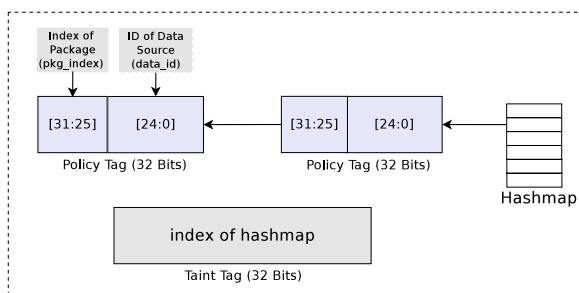 Index of
Package
(pkg_index)
ID of Data
Source
(data_id)
[31:25]
[24:0]
[31:25]
[24:0]
Policy Tag (32 Bits)
Policy Tag (32 Bits)
Hashmap
index of hashmap
Taint Tag (32 Bits)